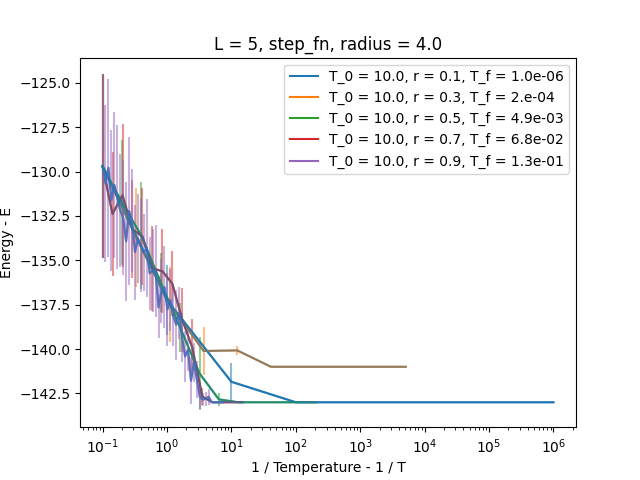 L = 5, step_fn, radius = 4.0
T_0 = 10.0, r = 0.1, T_f = 1.0e-06
T_0 = 10.0, r = 0.3, T_f = 2.e-04
T_0 = 10.0, r = 0.5, T_f = 4.9e-03
T_0 = 10.0, r = 0.7, T_f = 6.8e-02
T_0 = 10.0, r = 0.9, T_f = 1.3e-01
Energy - E
−125.0
−127.5
−130.0
−132.5
−135.0
−137.5
−140.0
−142.5
10⁻¹ 10⁰ 10¹ 10² 10³ 10⁴ 10⁵ 10⁶
1 / Temperature - 1 / T